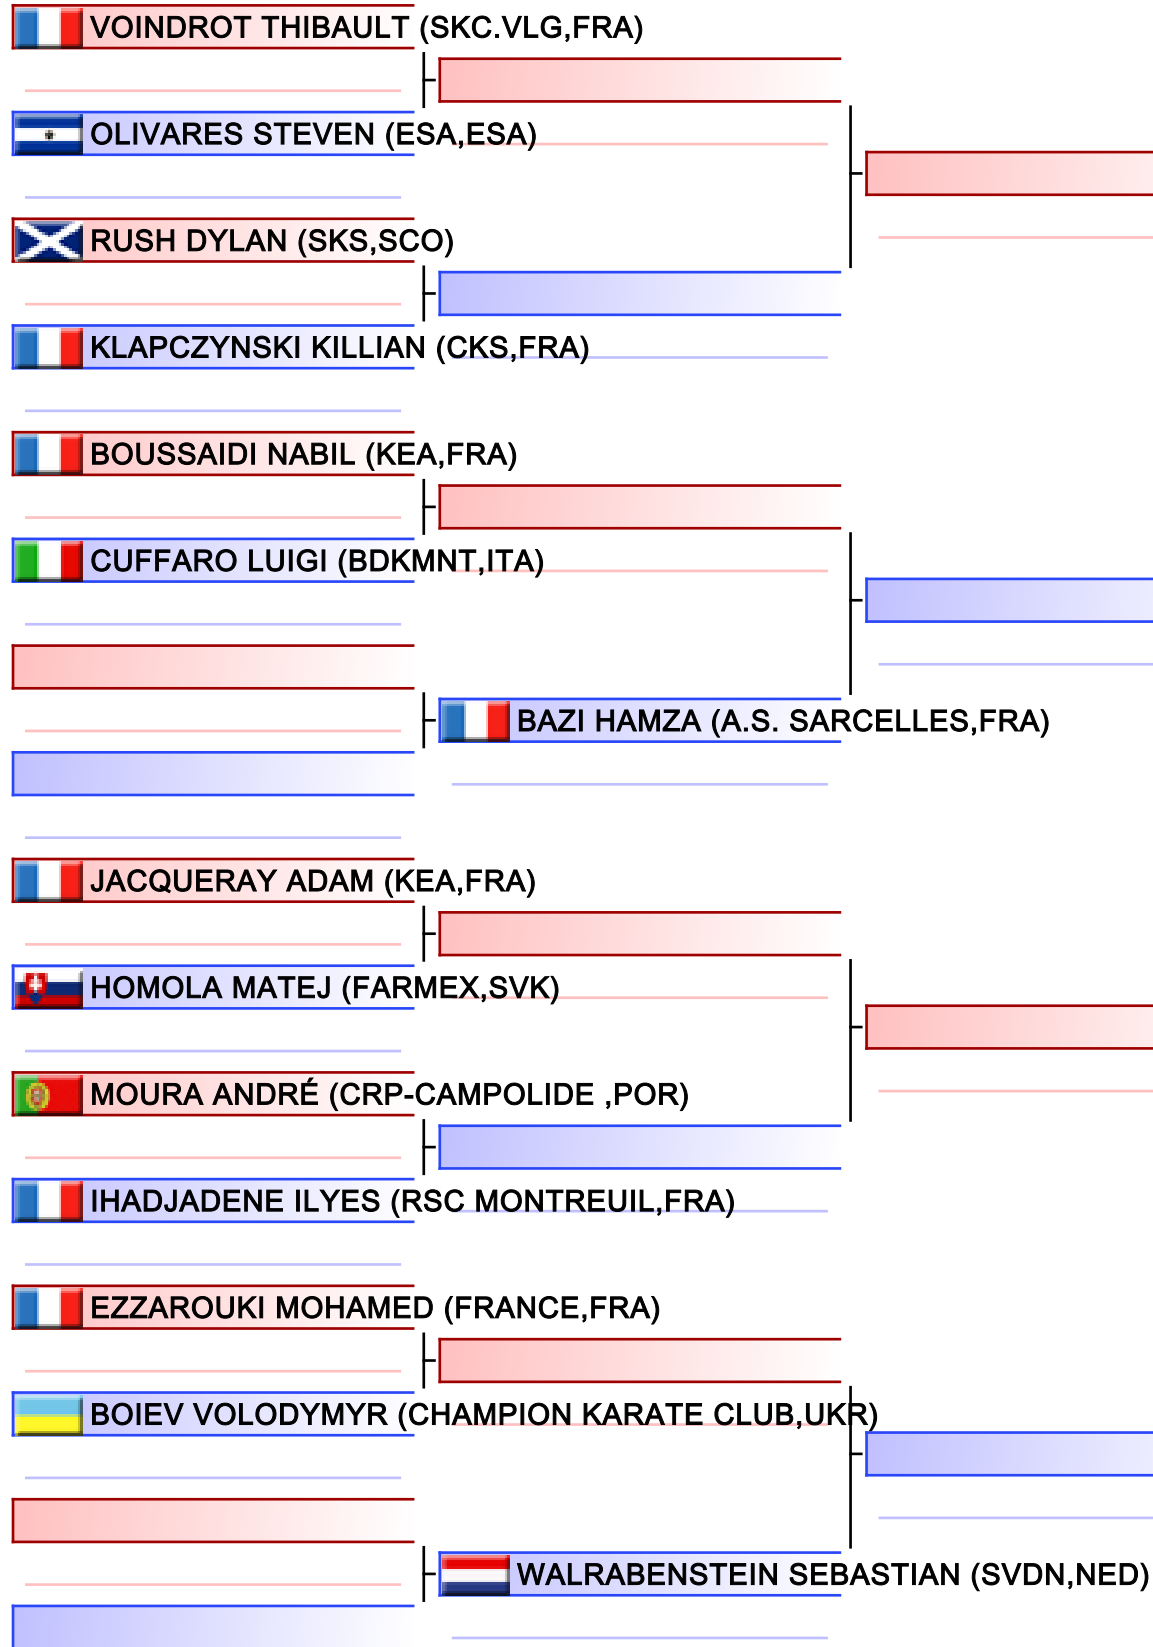 VOINDROT THIBAULT (SKC.VLG,FRA)
OLIVARES STEVEN (ESA,ESA)
RUSH DYLAN (SKS,SCO)
KLAPCZYNSKI KILLIAN (CKS,FRA)
BOUSSAIDI NABIL (KEA,FRA)
CUFFARO LUIGI (BDKMNT,ITA)
BAZI HAMZA (A.S. SARCELLES,FRA)
JACQUERAY ADAM (KEA,FRA)
HOMOLA MATEJ (FARMEX,SVK)
MOURA ANDRÉ (CRP-CAMPOLIDE ,POR)
IHADJADENE ILYES (RSC MONTREUIL,FRA)
EZZAROUKI MOHAMED (FRANCE,FRA)
BOIEV VOLODYMYR (CHAMPION KARATE CLUB,UKR)
WALRABENSTEIN SEBASTIAN (SVDN,NED)